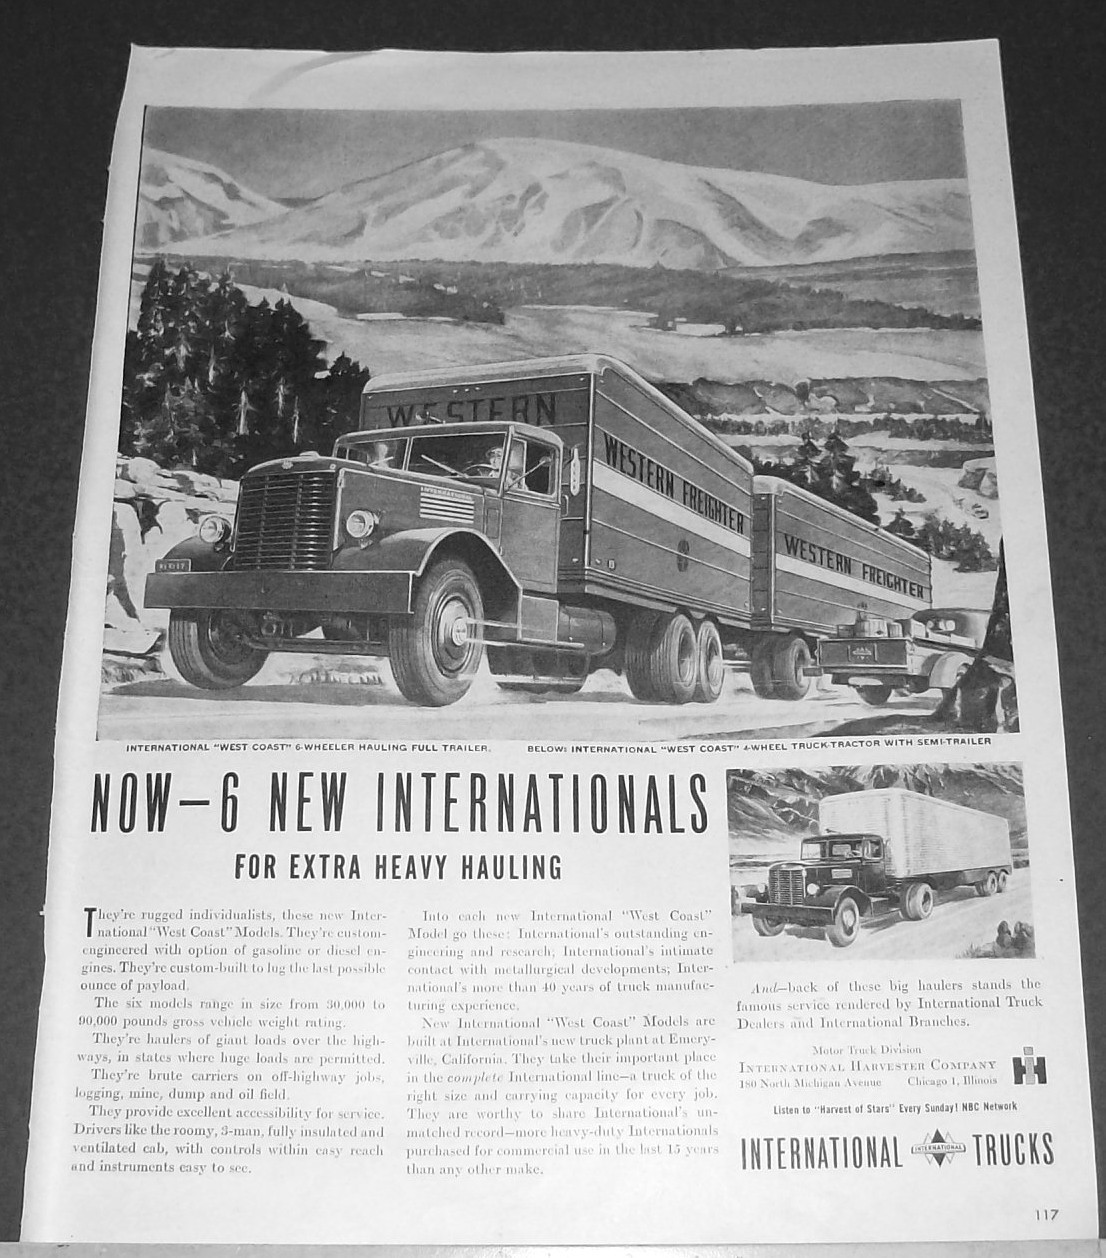 WESTERN
WESTERN FREIGHTER
WESTERN FREIGHTER
INTERNATIONAL
INTERNATIONAL "WEST COAST" 6-WHEELER HAULING FULL TRAILER.
BELOW: INTERNATIONAL "WEST COAST" 4-WHEEL TRUCK-TRACTOR WITH SEMI-TRAILER
NOW—6 NEW INTERNATIONALS
FOR EXTRA HEAVY HAULING
They're rugged individualists, these new Inter-
national "West Coast" Models. They're custom-
engineered with option of gasoline or diesel en-
gines. They're custom-built to lug the last possible
ounce of payload.
The six models range in size from 30,000 to
90,000 pounds gross vehicle weight rating.
They're haulers of giant loads over the high-
ways, in states where huge loads are permitted.
They're brute carriers on off-highway jobs,
logging, mine, dump and oil field.
They provide excellent accessibility for service.
Drivers like the roomy, 3-man, fully insulated and
ventilated cab, with controls within easy reach
and instruments easy to see.
Into each new International "West Coast"
Model go these: International's outstanding en-
gineering and research; International's intimate
contact with metallurgical developments; Inter-
national's more than 40 years of truck manufac-
turing experience.
New International "West Coast" Models are
built at International's new truck plant at Emery-
ville, California. They take their important place
in the complete International line—a truck of the
right size and carrying capacity for every job.
They are worthy to share International's un-
matched record—more heavy-duty Internationals
purchased for commercial use in the last 15 years
than any other make.
And—back of these big haulers stands the
famous service rendered by International Truck
Dealers and International Branches.
Motor Truck Division
INTERNATIONAL HARVESTER COMPANY
180 North Michigan Avenue Chicago 1, Illinois
IH
Listen to "Harvest of Stars" Every Sunday! NBC Network
INTERNATIONAL INTERNATIONAL TRUCKS
117